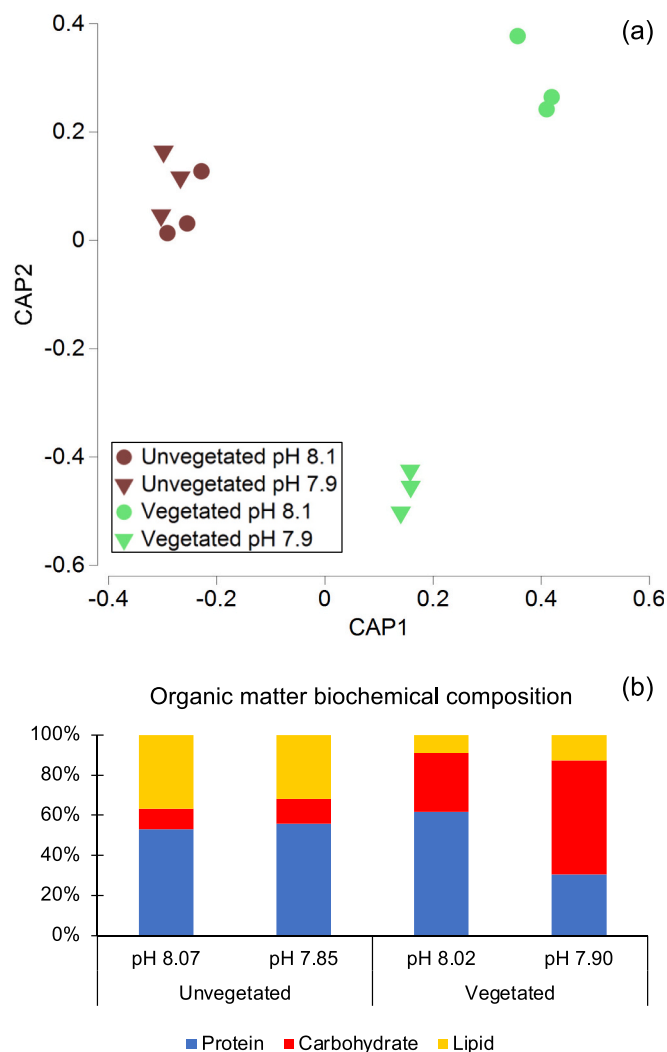 (a)
0.4
0.2
0
-0.2
-0.4
-0.6
CAP2
Unvegetated pH 8.1
Unvegetated pH 7.9
Vegetated pH 8.1
Vegetated pH 7.9
-0.4 -0.2 0 0.2 0.4 0.6
CAP1
(b)
Organic matter biochemical composition
100%
80%
60%
40%
20%
0%
pH 8.07 pH 7.85 pH 8.02 pH 7.90
Unvegetated Vegetated
Protein Carbohydrate Lipid